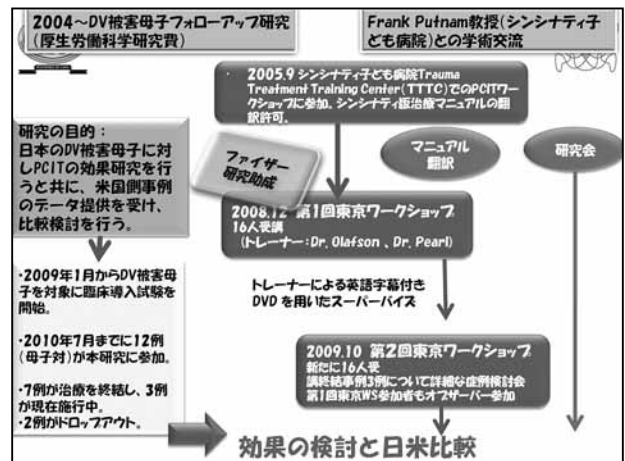 2004~DV被害母子フォローアップ研究
(厚生労働科学研究費)
Frank Putnam教授(シンシナティ子
ども病院)との学術交流
・ 2005.9 シンシナティ子ども病院Trauma
Treatment Training Center(TTTC)でのPCITワー
クショップに参加。シンシナティ版治療マニュアルの翻
訳許可。
研究の目的:
日本のDV被害母子に対
しPCITの効果研究を行
うと共に、米国側事例
のデータ提供を受け、
比較検討を行う。
ファイザー
研究助成
マニュアル
翻訳
研究会
2008.12 第1回東京ワークショップ
16人受講
(トレーナー:Dr. Olafson 、Dr. Pearl)
・2009年1月からDV被害母
子を対象に臨床導入試験を
開始。
・2010年7月までに12例
(母子対)が本研究に参加。
・7例が治療を終結し、3例
が現在施行中。
・2例がドロップアウト。
トレーナーによる英語字幕付き
DVD を用いたスーパーバイズ
2009.10 第2回東京ワークショップ
新たに16人受
講終結事例3例について詳細な症例検討会
第1回東京WS参加者もオブザーバー参加
効果の検討と日米比較